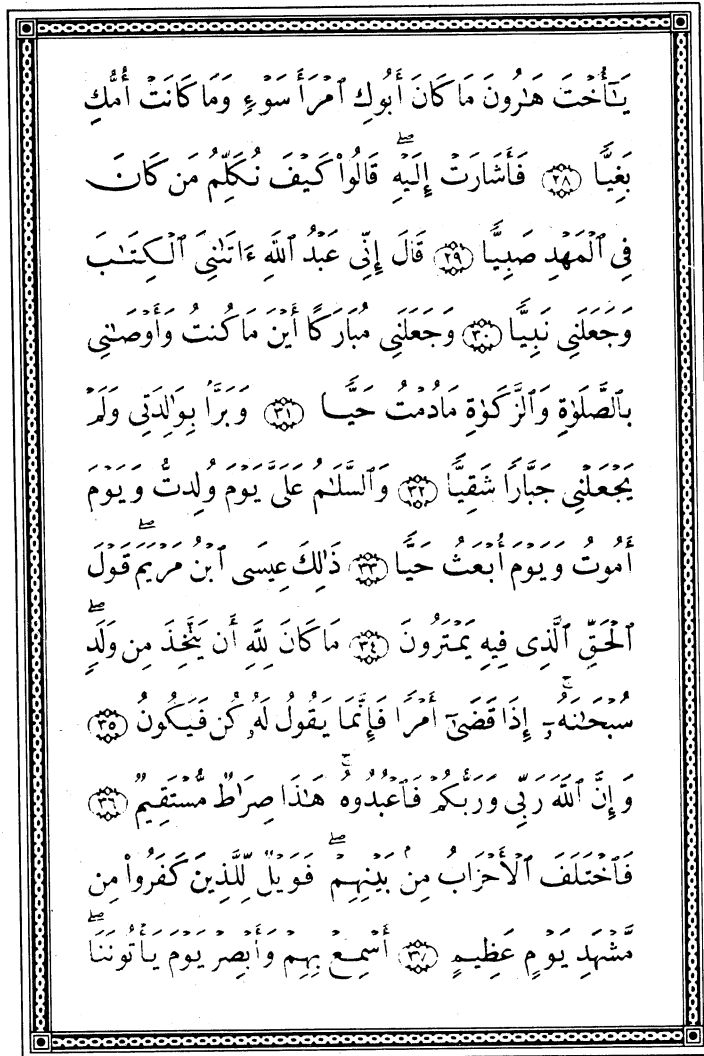 يَـٰٓأُخۡتَ هَـٰرُونَ مَا كَانَ أَبُوكِ ٱمۡرَأَ سَوۡءٖ وَمَا كَانَتۡ أُمُّكِ
بَغِيّٗا ٢٨ فَأَشَارَتۡ إِلَيۡهِۖ قَالُواْ كَيۡفَ نُكَلِّمُ مَن كَانَ
فِي ٱلۡمَهۡدِ صَبِيّٗا ٢٩ قَالَ إِنِّي عَبۡدُ ٱللَّهِ ءَاتَىٰنِيَ ٱلۡكِتَـٰبَ
وَجَعَلَنِي نَبِيّٗا ٣٠ وَجَعَلَنِي مُبَارَكًا أَيۡنَ مَا كُنتُ وَأَوۡصَـٰنِي
بِٱلصَّلَوٰةِ وَٱلزَّكَوٰةِ مَا دُمۡتُ حَيّٗا ٣١ وَبَرَّۢا بِوَٰلِدَتِي وَلَمۡ
يَجۡعَلۡنِي جَبَّارٗا شَقِيّٗا ٣٢ وَٱلسَّلَـٰمُ عَلَيَّ يَوۡمَ وُلِدتُّ وَيَوۡمَ
أَمُوتُ وَيَوۡمَ أُبۡعَثُ حَيّٗا ٣٣ ذَٰلِكَ عِيسَى ٱبۡنُ مَرۡيَمَۖ قَوۡلَ
ٱلۡحَقِّ ٱلَّذِي فِيهِ يَمۡتَرُونَ ٣٤ مَا كَانَ لِلَّهِ أَن يَتَّخِذَ مِن وَلَدٖۖ
سُبۡحَـٰنَهُۥٓۚ إِذَا قَضَىٰٓ أَمۡرٗا فَإِنَّمَا يَقُولُ لَهُۥ كُن فَيَكُونُ ٣٥
وَإِنَّ ٱللَّهَ رَبِّي وَرَبُّكُمۡ فَٱعۡبُدُوهُۚ هَـٰذَا صِرَٰطٞ مُّسۡتَقِيمٞ ٣٦
فَٱخۡتَلَفَ ٱلۡأَحۡزَابُ مِنۢ بَيۡنِهِمۡۖ فَوَيۡلٞ لِّلَّذِينَ كَفَرُواْ مِن
مَّشۡهَدِ يَوۡمٍ عَظِيمٍ ٣٧ أَسۡمِعۡ بِهِمۡ وَأَبۡصِرۡ يَوۡمَ يَأۡتُونَنَاۖ